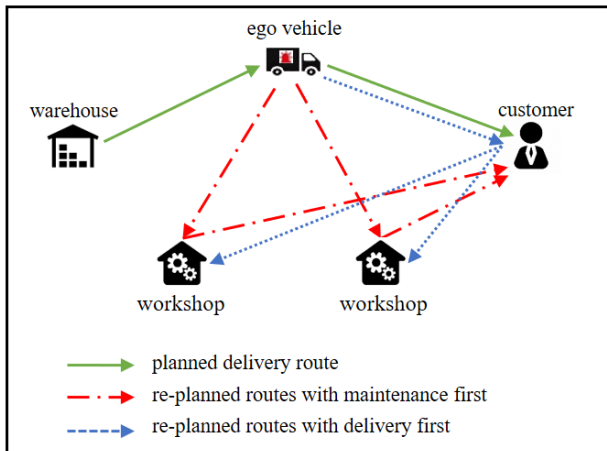 ego vehicle
warehouse
customer
workshop
workshop
planned delivery route
re-planned routes with maintenance first
re-planned routes with delivery first